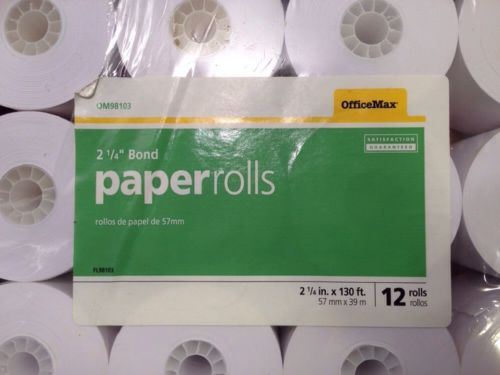 OM98103
OfficeMax
SATISFACTION
GUARANTEED
2 1/4" Bond
paperrolls
rollos de papel de 57mm
FL98103
2 1/4 in. x 130 ft.
57 mm x 39 m
12 rolls
rollos